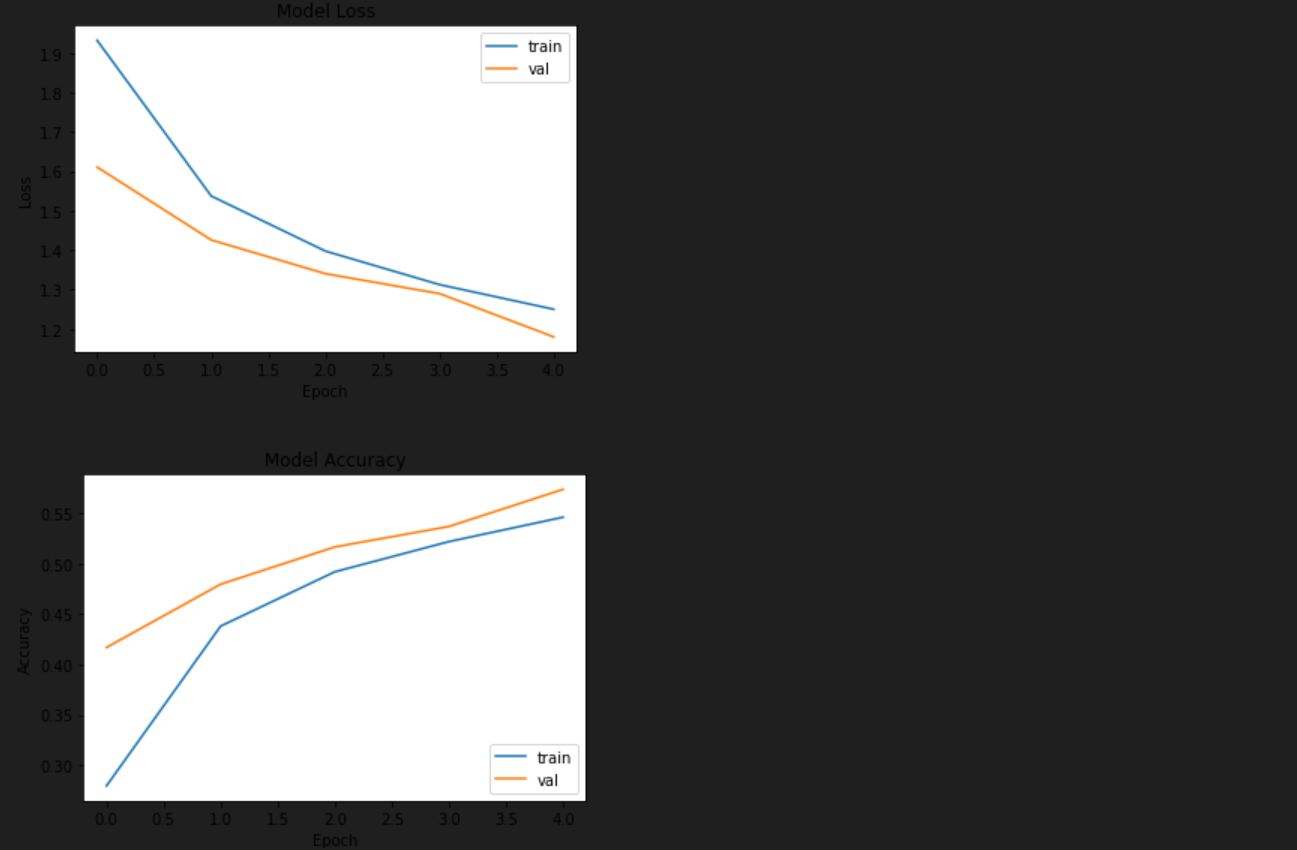 Model Loss
train
val
1.9
1.8
1.7
1.6
1.5
1.4
1.3
1.2
Loss
0.0 0.5 1.0 1.5 2.0 2.5 3.0 3.5 4.0
Epoch
Model Accuracy
0.55
0.50
0.45
0.40
0.35
0.30
Accuracy
train
val
0.0 0.5 1.0 1.5 2.0 2.5 3.0 3.5 4.0
Epoch